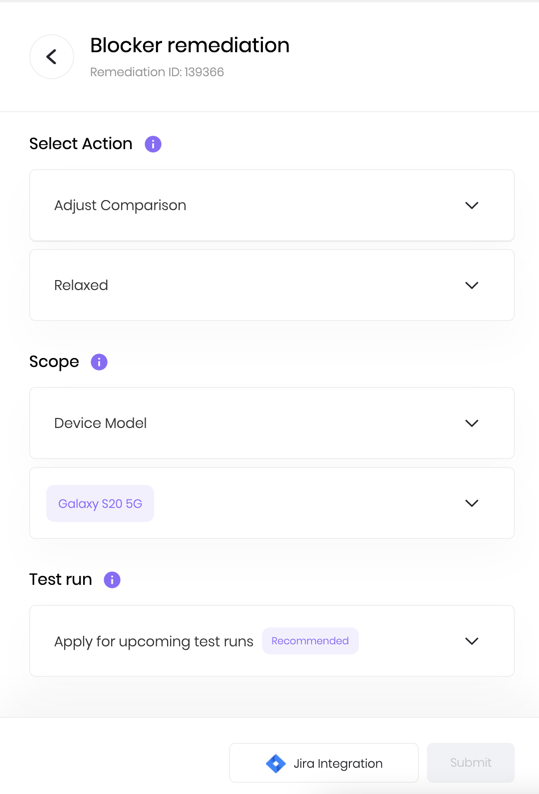 Blocker remediation
Remediation ID: 139366
Select Action
Adjust Comparison
Relaxed
Scope
Device Model
Galaxy S20 5G
Test run
Apply for upcoming test runs Recommended
Jira Integration Submit